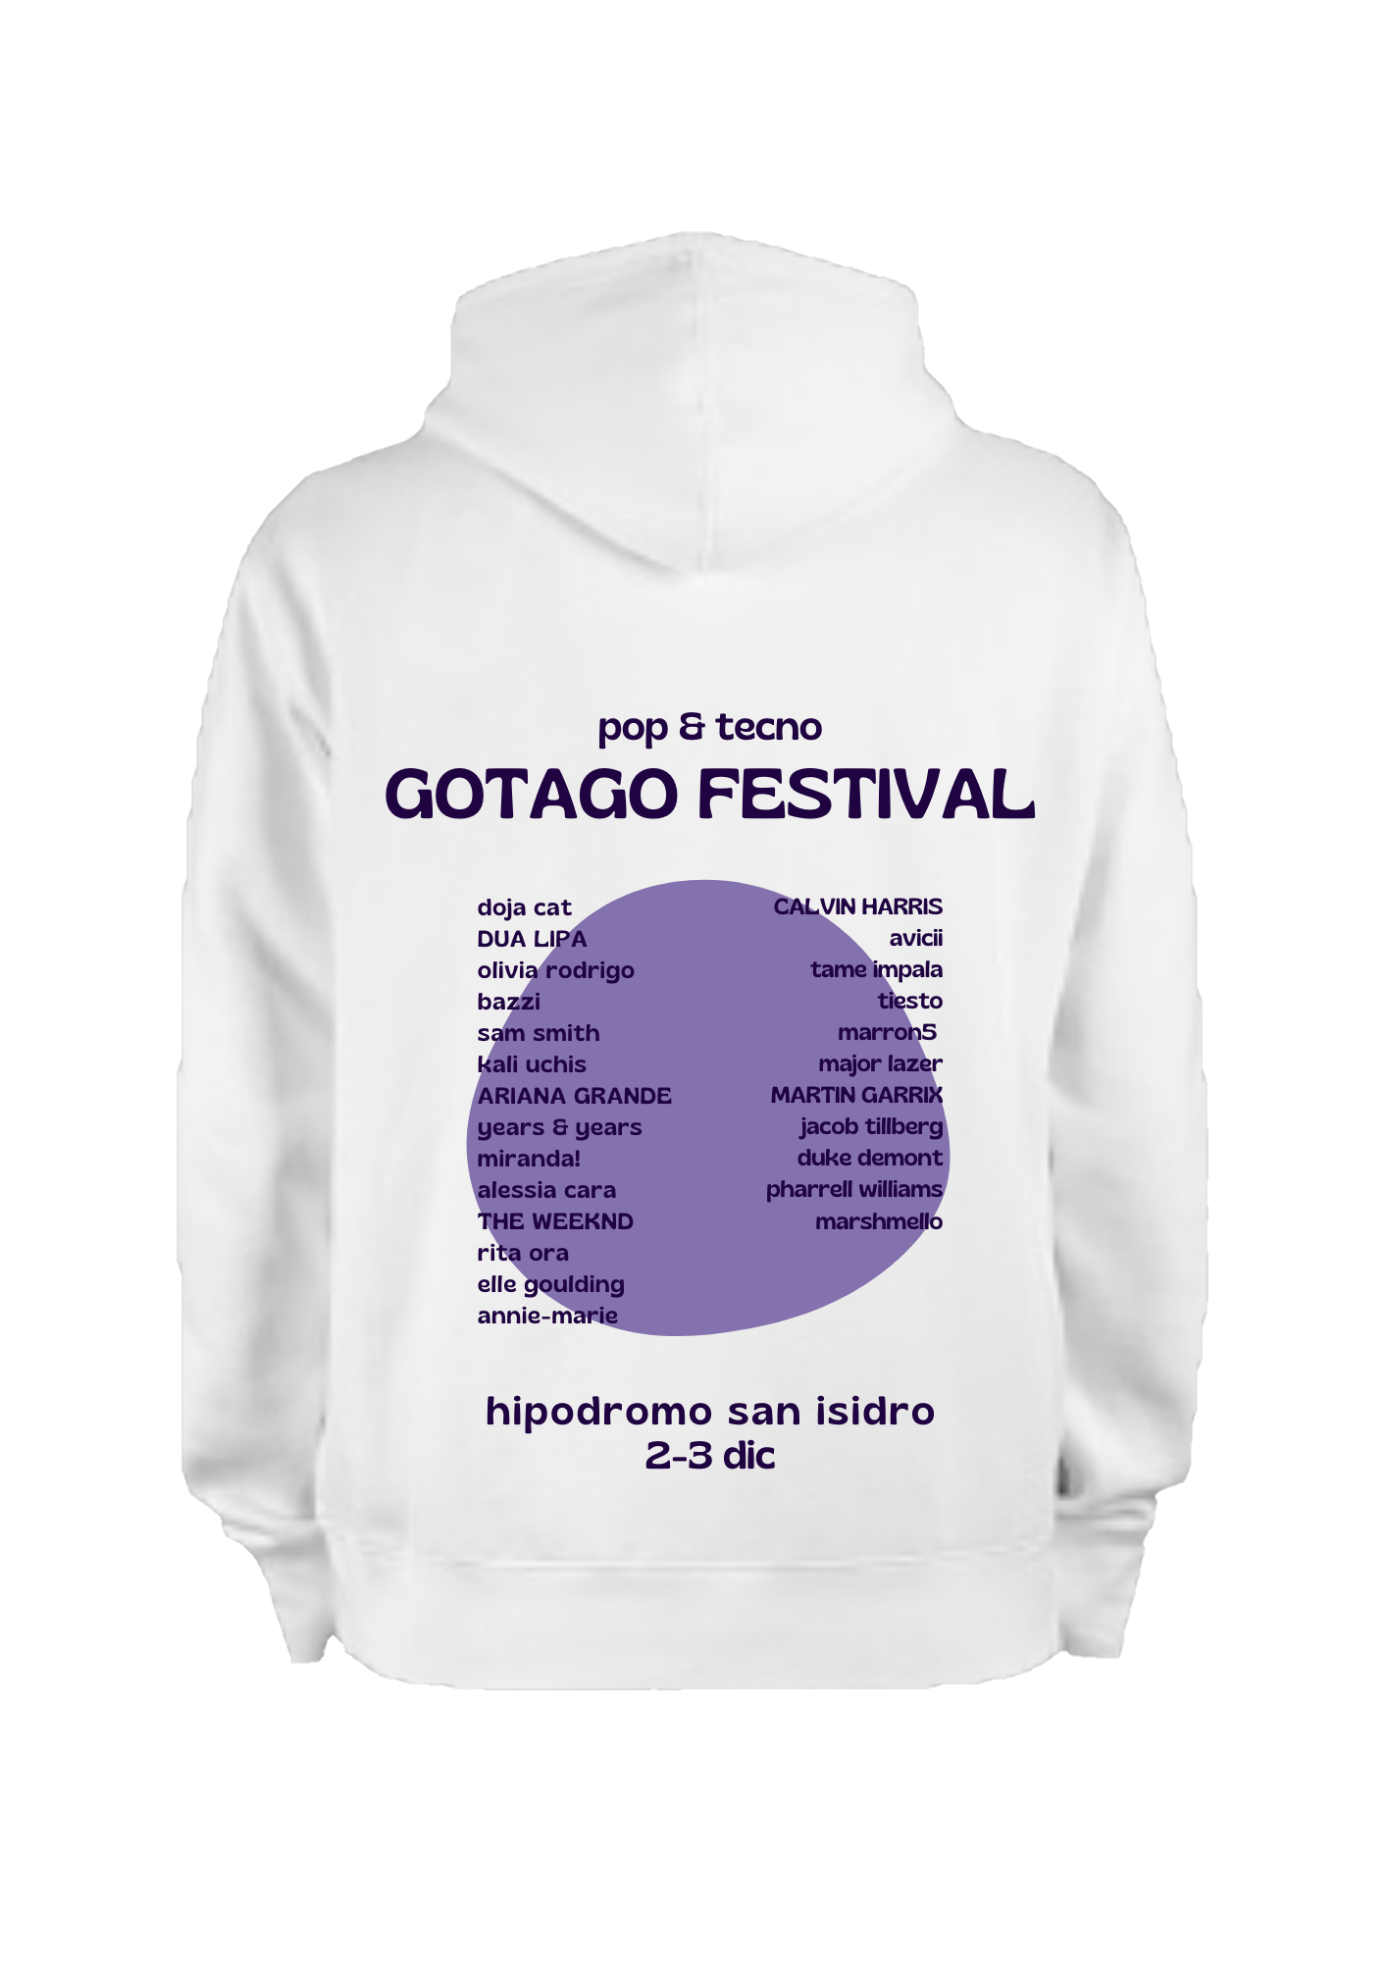 pop & tecno
GOTAGO FESTIVAL
doja cat
DUA LIPA
olivia rodrigo
bazzi
sam smith
kali uchis
ARIANA GRANDE
years & years
miranda!
alessia cara
THE WEEKND
rita ora
elle goulding
annie-marie
CALVIN HARRIS
avicii
tame impala
tiesto
marron5
major lazer
MARTIN GARRIX
jacob tillberg
duke demont
pharrell williams
marshmello
hipodromo san isidro
2-3 dic